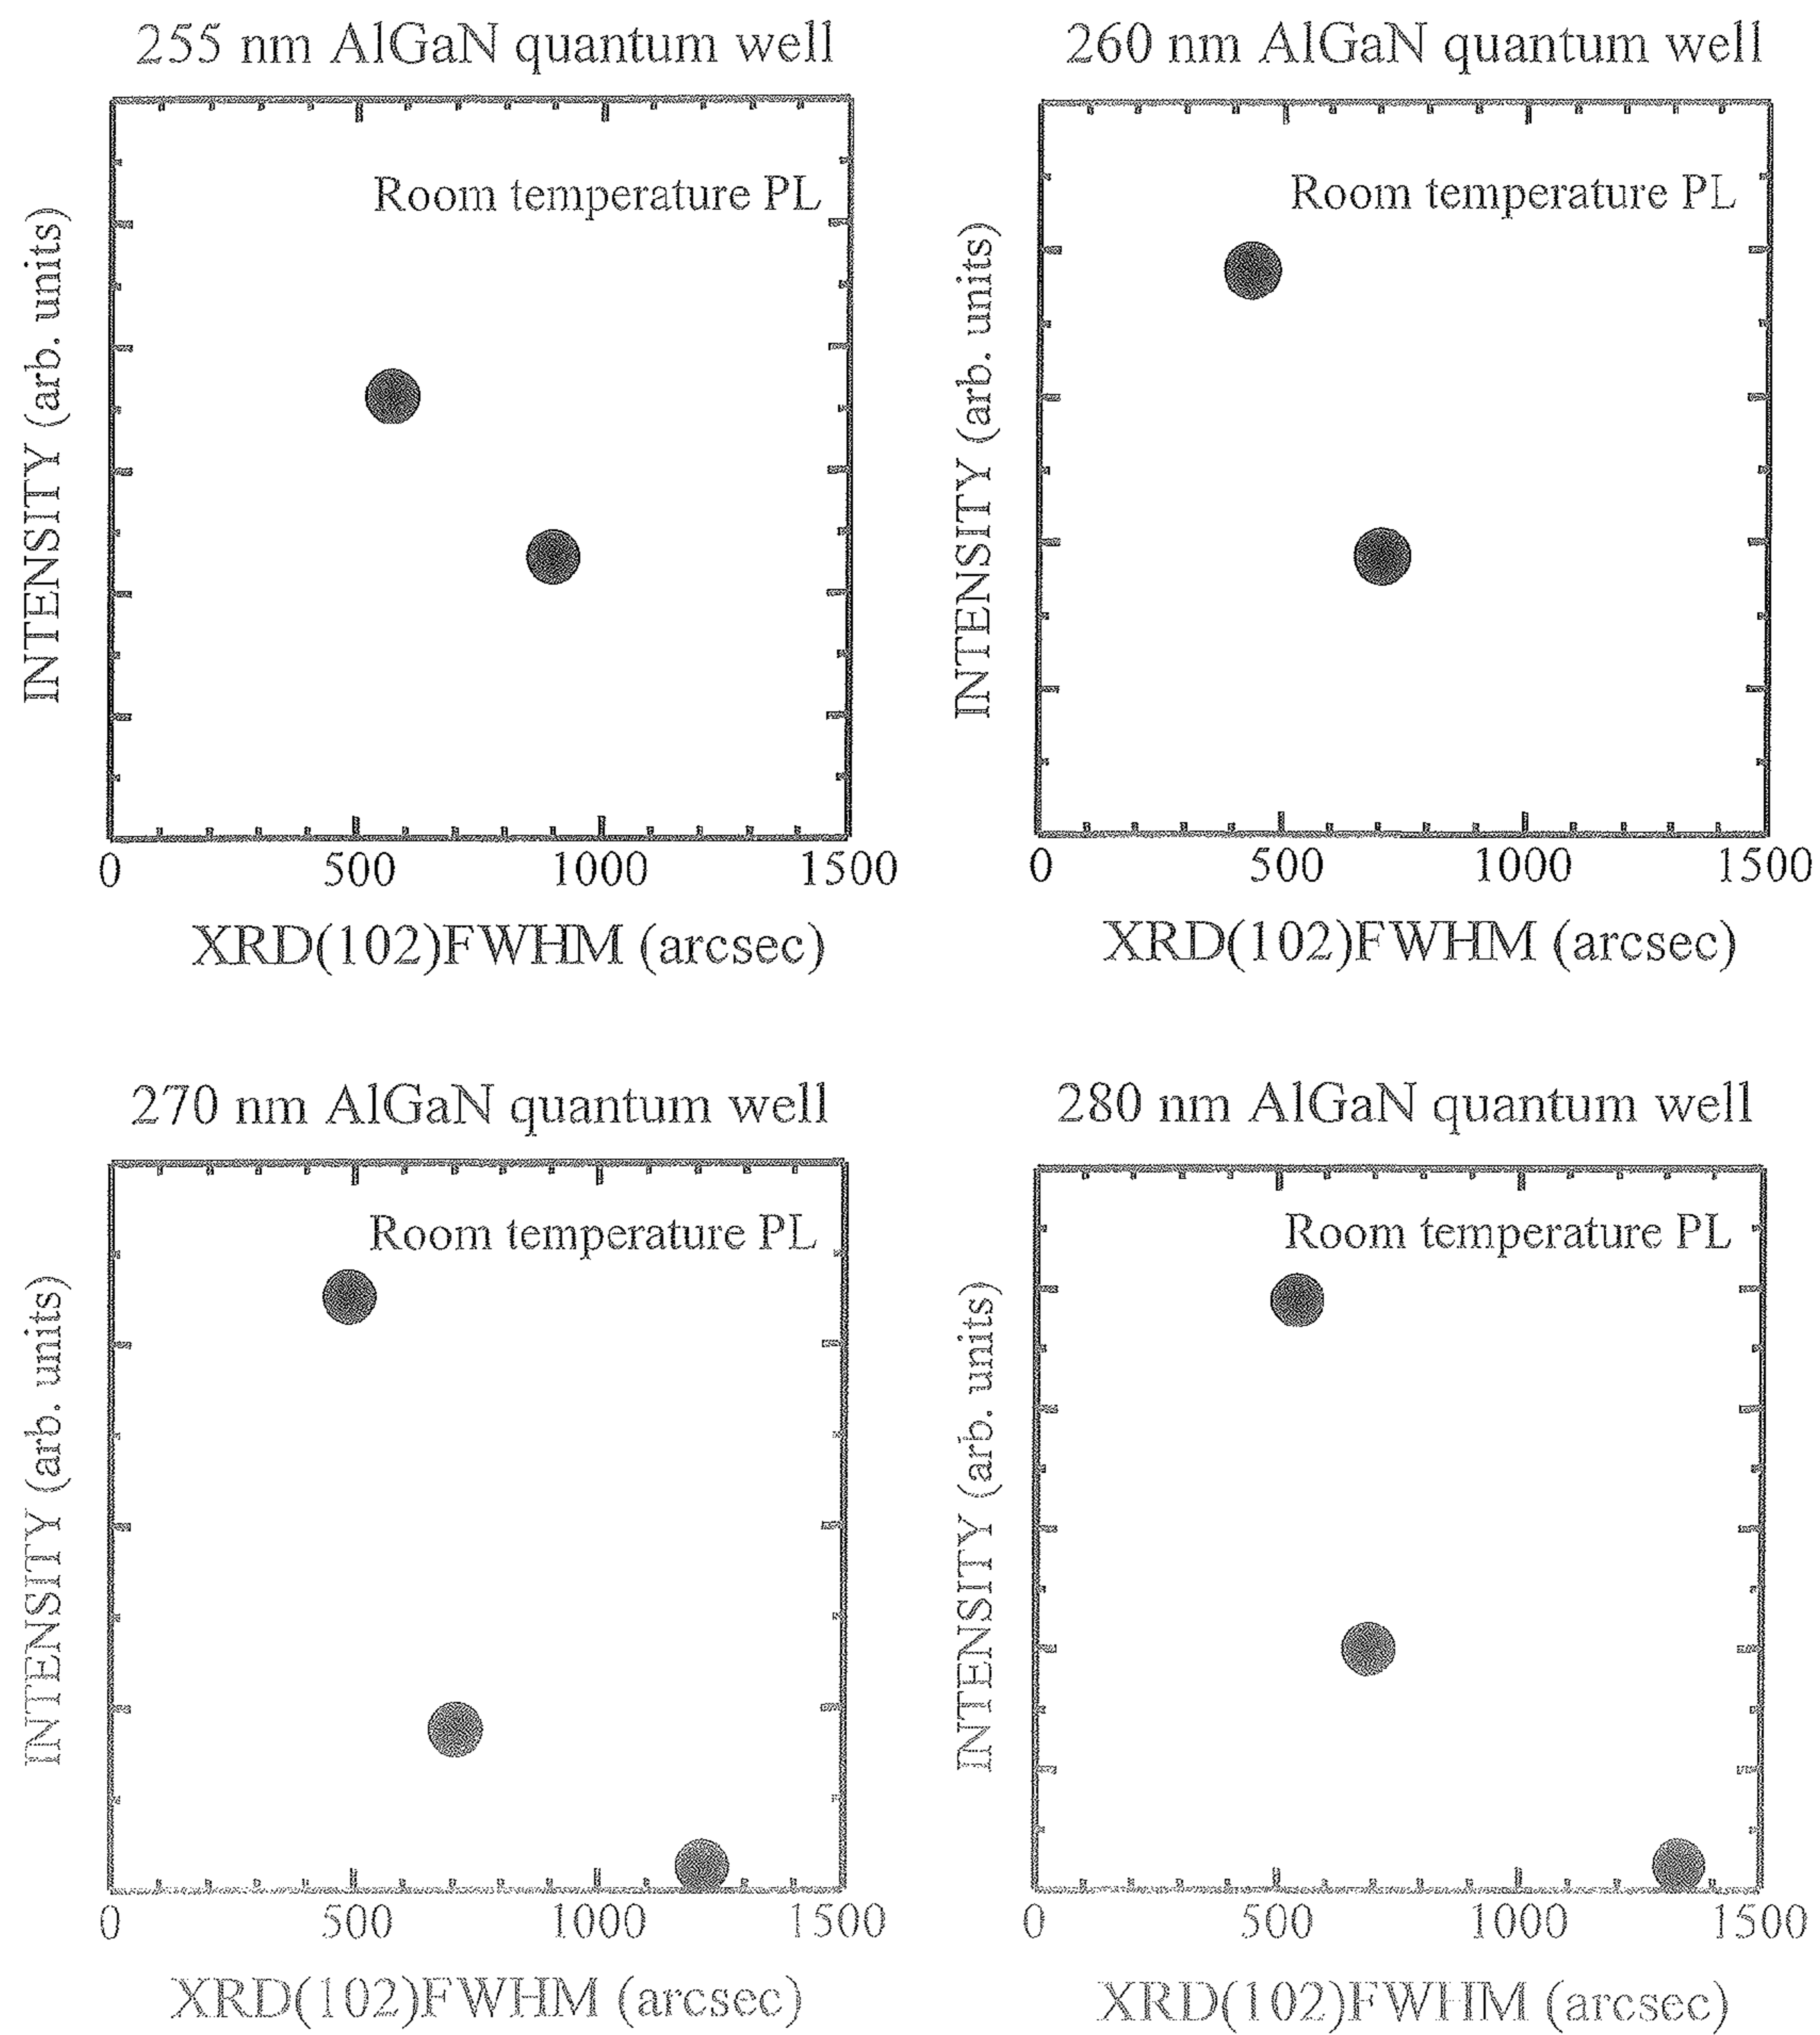 255 nm AlGaN quantum well
Room temperature PL
INTENSITY (arb. units)
0 500 1000 1500
XRD(102)FWHM (arcsec)
260 nm AlGaN quantum well
Room temperature PL
INTENSITY (arb. units)
0 500 1000 1500
XRD(102)FWHM (arcsec)
270 nm AlGaN quantum well
Room temperature PL
INTENSITY (arb. units)
0 500 1000 1500
XRD(102)FWHM (arcsec)
280 nm AlGaN quantum well
Room temperature PL
INTENSITY (arb. units)
0 500 1000 1500
XRD(102)FWHM (arcsec)